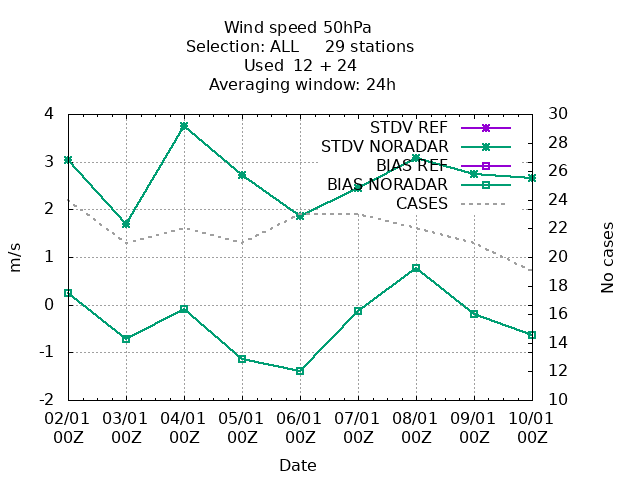 Wind speed 50hPa
Selection: ALL     29 stations
Used  12 + 24
Averaging window: 24h
STDV REF
STDV NORADAR
BIAS REF
BIAS NORADAR
CASES
4
3
2
1
0
-1
-2
m/s
30
28
26
24
22
20
18
16
14
12
10
No cases
02/01 03/01 04/01 05/01 06/01 07/01 08/01 09/01 10/01
00Z 00Z 00Z 00Z 00Z 00Z 00Z 00Z 00Z
Date